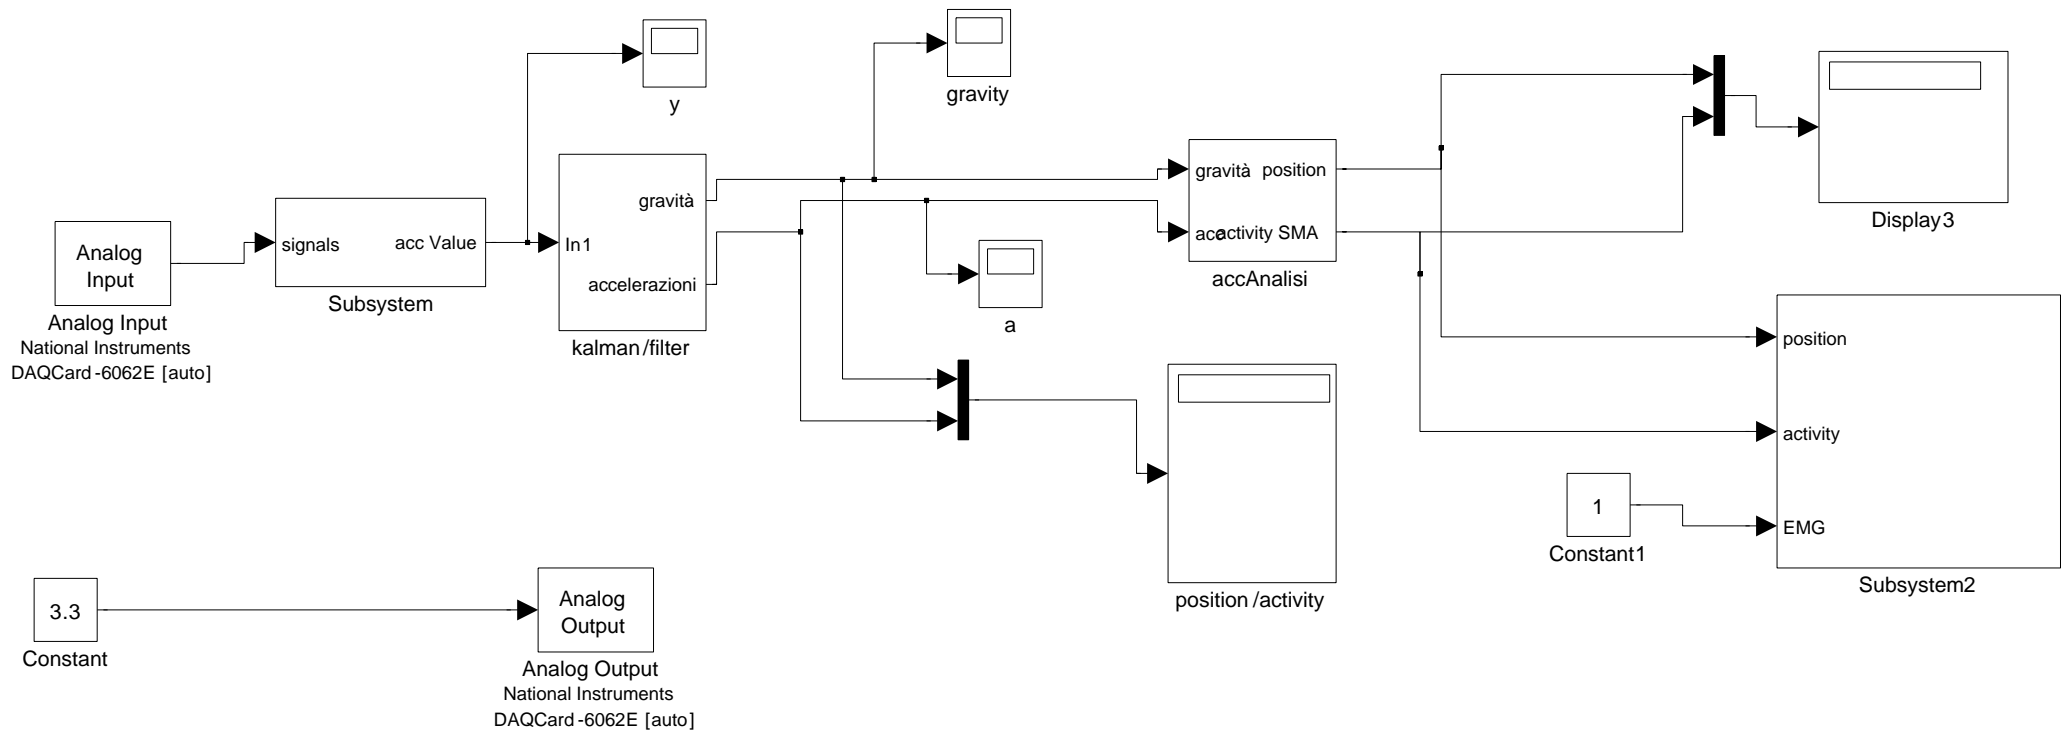 y
gravity
gravità position
acc activity SMA
accAnalisi
Display3
Analog
Input
Analog Input
National Instruments
DAQCard-6062E [auto]
signals acc Value
Subsystem
gravità
In1
accelerazioni
kalman/filter
a
position/activity
position
activity
EMG
Subsystem2
1
Constant1
3.3
Constant
Analog
Output
Analog Output
National Instruments
DAQCard-6062E [auto]